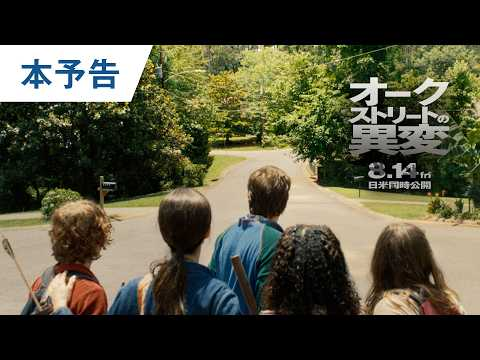 本予告
オーク
ストリートの
異変
8.14 fri
日米同時公開